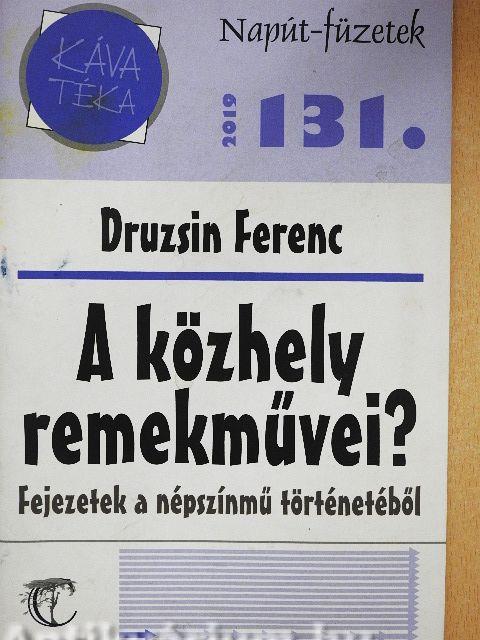 KÁVA
TÉKA
Napút-füzetek
2019
131.
Druzsin Ferenc
A közhely
remekművei?
Fejezetek a népszínmű történetéből